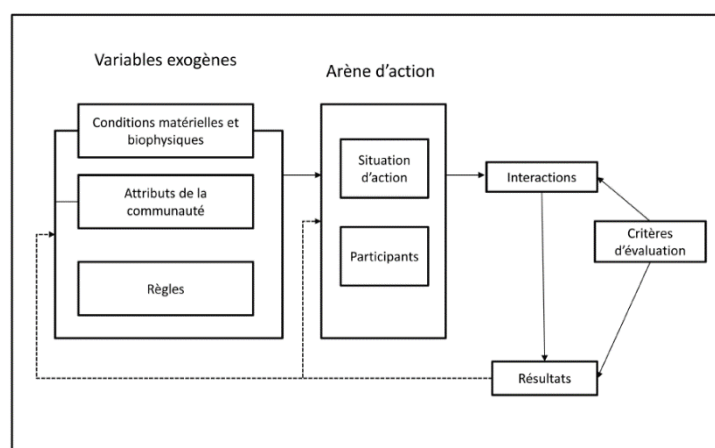 Variables exogènes
Conditions matérielles et
biophysiques
Attributs de la
communauté
Règles
Arène d'action
Situation
d'action
Participants
Interactions
Critères
d'évaluation
Résultats